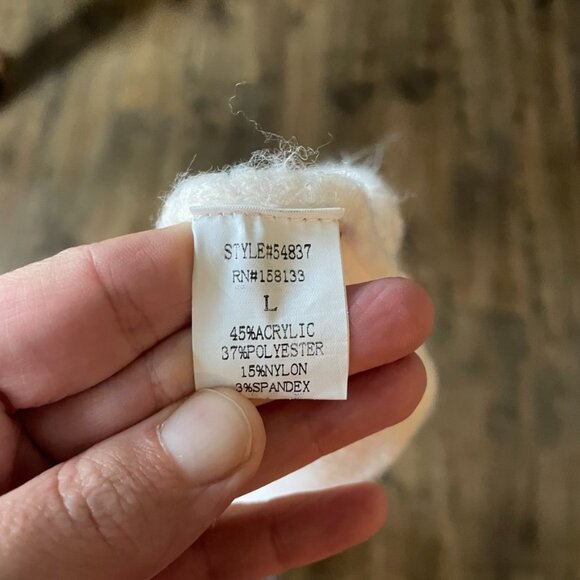 STYLE#54837
RN#158133
L
45%ACRYLIC
37%POLYESTER
15%NYLON
3%SPANDEX